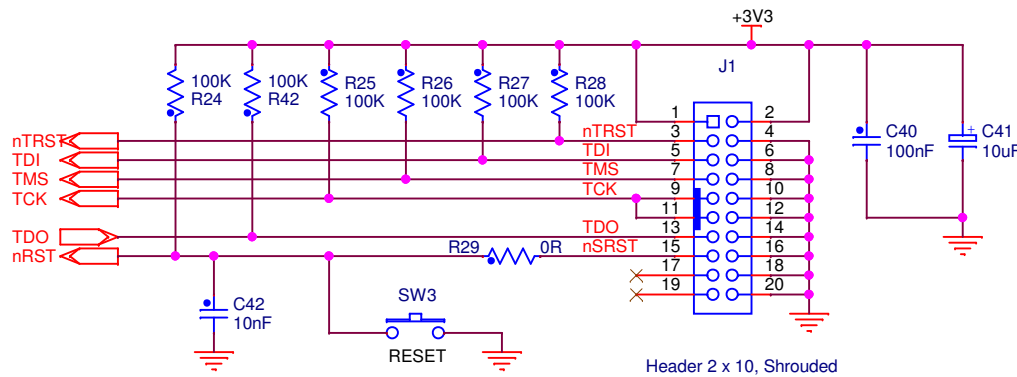 +3V3
J1
100K
R24
100K
R42
R25
100K
R26
100K
R27
100K
R28
100K
1
2
nTRST
nTRST
3
4
TDI
TDI
5
6
TMS
TMS
7
8
TCK
TCK
9
10
11
12
TDO
TDO
13
14
nRST
R29
0R
nSRST
15
16
17
18
19
20
C40
100nF
+
C41
10uF
C42
10nF
SW3
RESET
Header 2 x 10, Shrouded